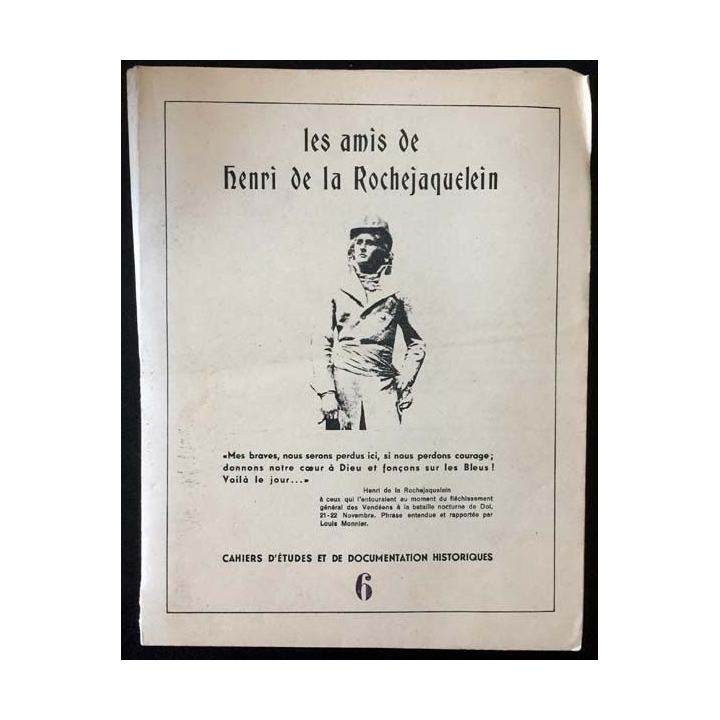 les amis de
Henri de la Rochejaquelein
«Mes braves, nous serons perdus ici, si nous perdons courage;
donnons notre cœur à Dieu et fonçons sur les Bleus!
Voilà le jour...»
Henri de la Rochejaquelein
à ceux qui l'entouraient au moment du fléchissement
général des Vendéens à la bataille nocturne de Dol,
21-22 Novembre. Phrase entendue et rapportée par
Louis Monnier.
CAHIERS D'ÉTUDES ET DE DOCUMENTATION HISTORIQUES
6